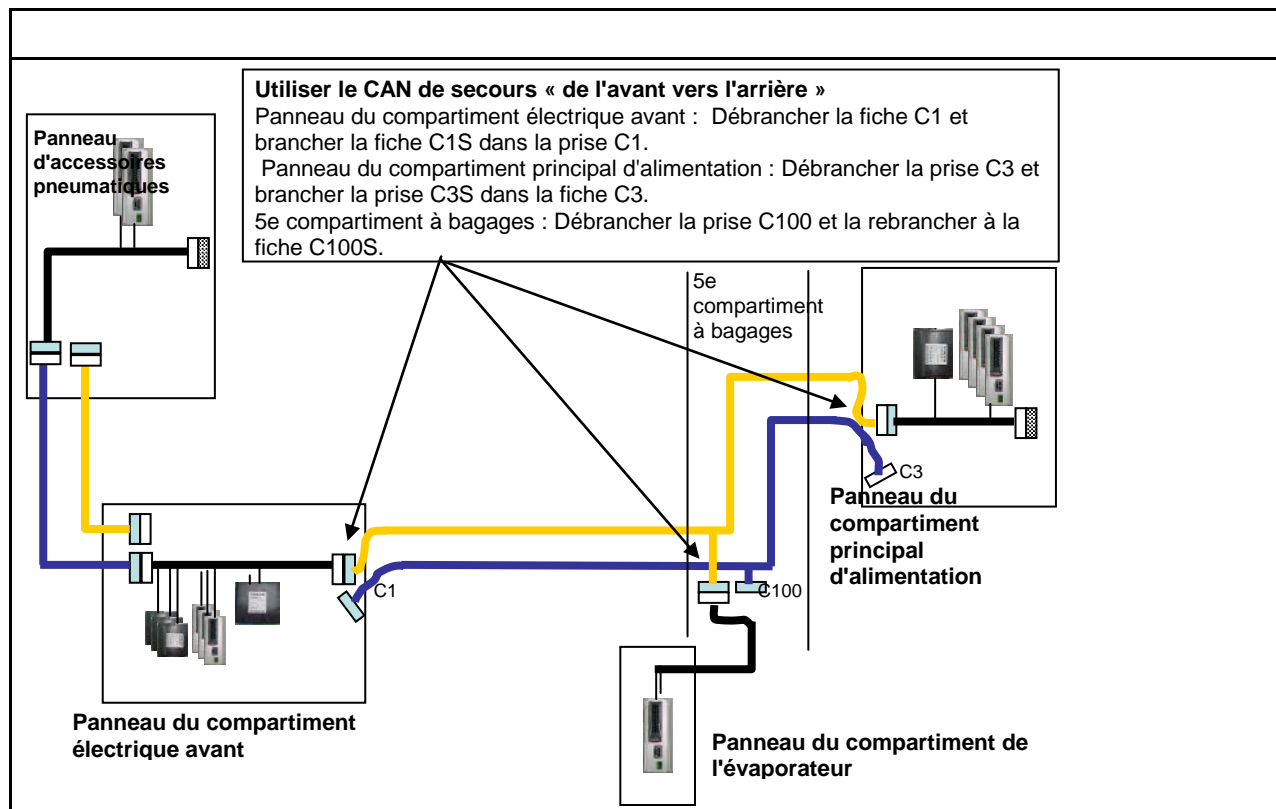 Utiliser le CAN de secours « de l'avant vers l'arrière »
Panneau du compartiment électrique avant : Débrancher la fiche C1 et
brancher la fiche C1S dans la prise C1.
Panneau du compartiment principal d'alimentation : Débrancher la prise C3 et
brancher la prise C3S dans la fiche C3.
5e compartiment à bagages : Débrancher la prise C100 et la rebrancher à la
fiche C100S.
Panneau
d'accessoires
pneumatiques
5e
compartiment
à bagages
C3
Panneau du
compartiment
principal
d'alimentation
C1
C100
Panneau du compartiment
électrique avant
Panneau du compartiment de
l'évaporateur